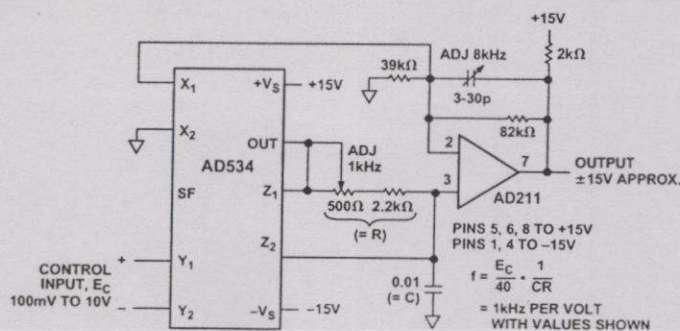 +15V
ADJ 8kHz
39kΩ
2kΩ
3-30p
82kΩ
X1
+VS
+15V
X2
OUT
ADJ
1kHz
AD534
SF
Z1
500Ω
2.2kΩ
(= R)
Z2
2
3
7
AD211
OUTPUT
±15V APPROX.
PINS 5, 6, 8 TO +15V
PINS 1, 4 TO –15V
CONTROL
INPUT, EC
100mV TO 10V
+
Y1
–
Y2
–VS
–15V
0.01
(= C)
f = EC/40 • 1/CR
= 1kHz PER VOLT
WITH VALUES SHOWN